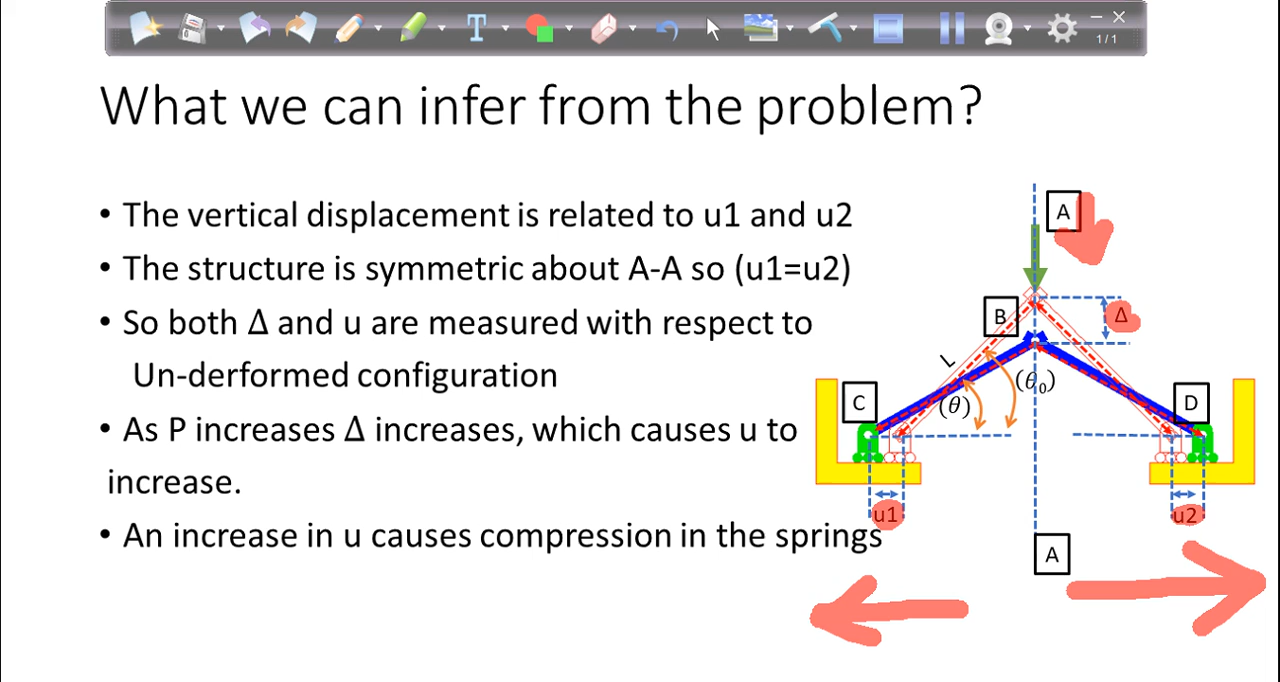 1/1
What we can infer from the problem?
• The vertical displacement is related to u1 and u2
• The structure is symmetric about A-A so (u1=u2)
• So both Δ and u are measured with respect to
Un-derformed configuration
• As P increases Δ increases, which causes u to
increase.
• An increase in u causes compression in the springs
A
B
Δ
L
(θ₀)
C
(θ)
D
u1
u2
A